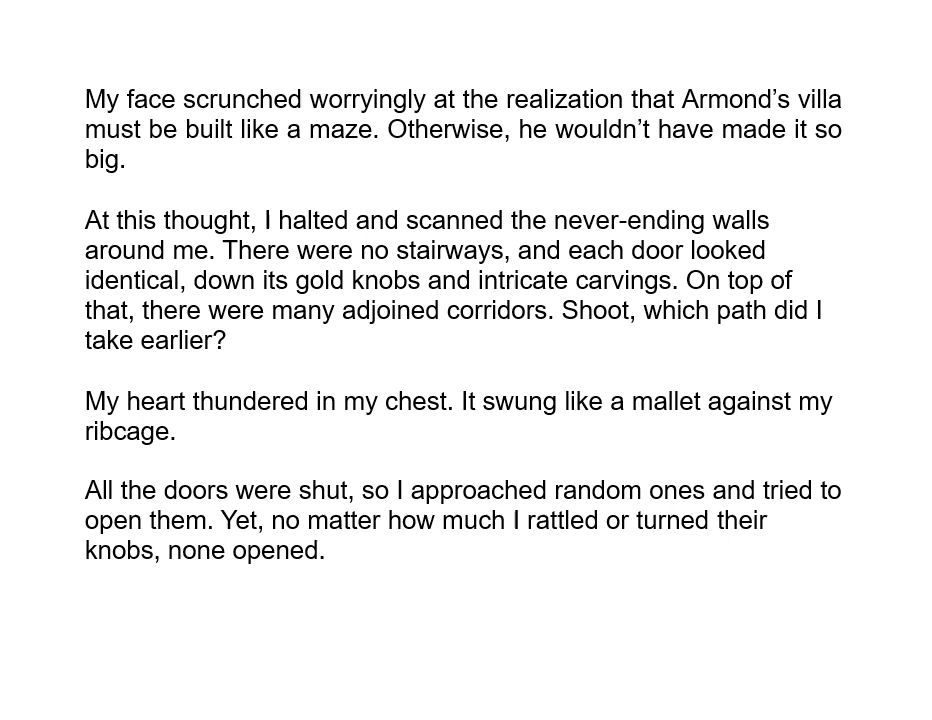 My face scrunched worryingly at the realization that Armond’s villa
must be built like a maze. Otherwise, he wouldn’t have made it so
big.
At this thought, I halted and scanned the never-ending walls
around me. There were no stairways, and each door looked
identical, down its gold knobs and intricate carvings. On top of
that, there were many adjoined corridors. Shoot, which path did I
take earlier?
My heart thundered in my chest. It swung like a mallet against my
ribcage.
All the doors were shut, so I approached random ones and tried to
open them. Yet, no matter how much I rattled or turned their
knobs, none opened.